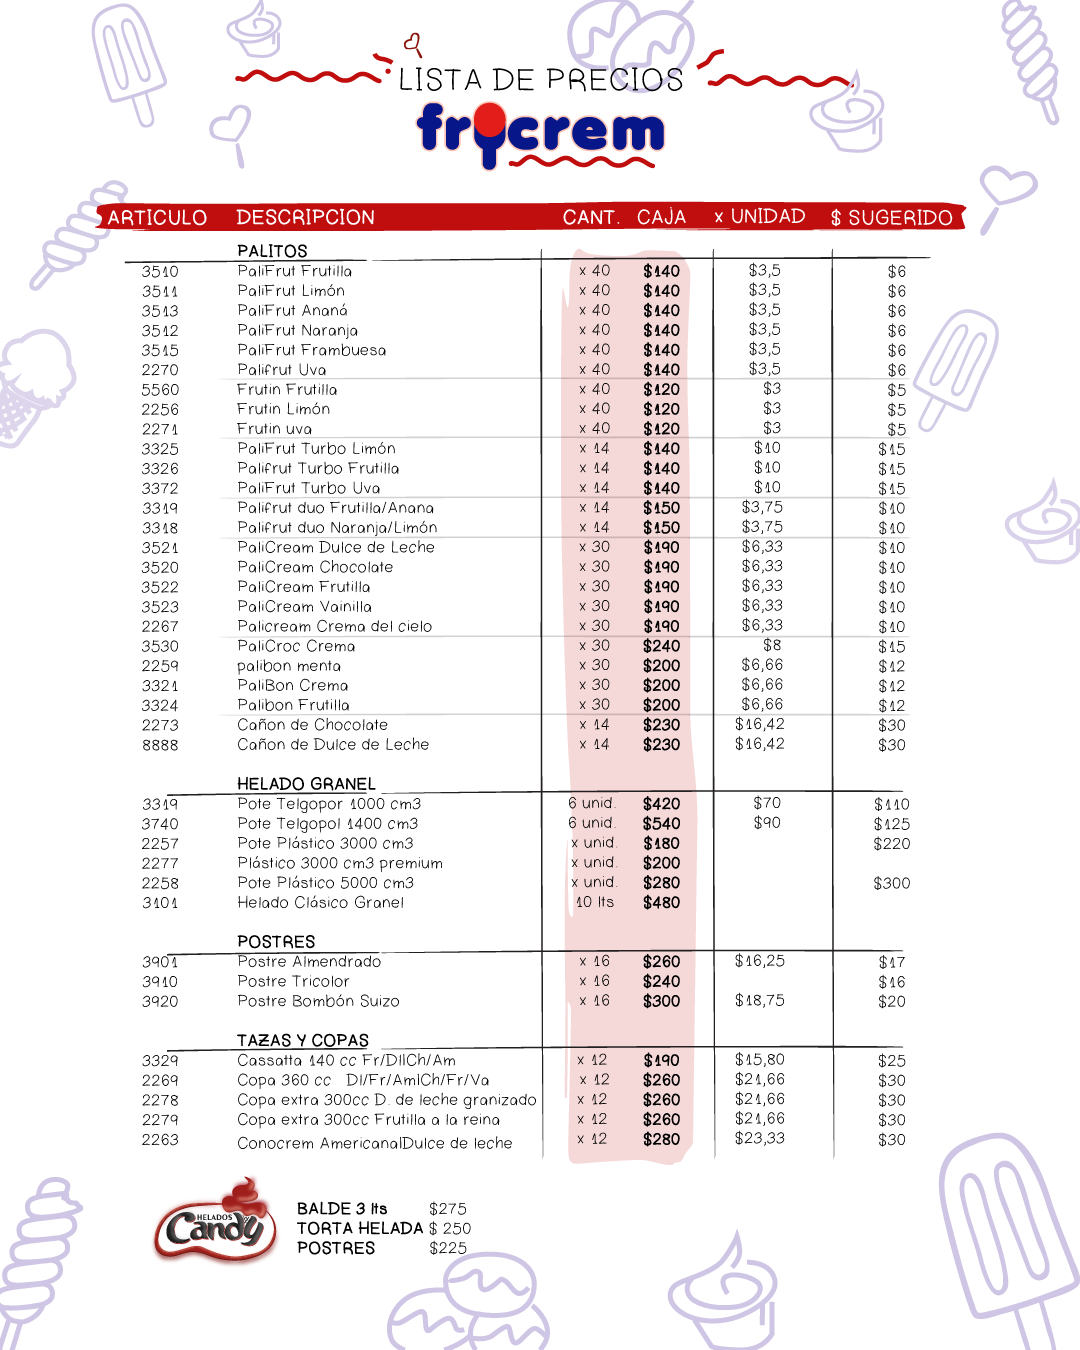 LISTA DE PRECIOS
frycrem
ARTICULO DESCRIPCION CANT. CAJA x UNIDAD $ SUGERIDO
PALITOS
3510 PaliFrut Frutilla x 40 $140 $3,5 $6
3511 PaliFrut Limón x 40 $140 $3,5 $6
3513 PaliFrut Ananá x 40 $140 $3,5 $6
3512 PaliFrut Naranja x 40 $140 $3,5 $6
3515 PaliFrut Frambuesa x 40 $140 $3,5 $6
2270 Palifrut Uva x 40 $140 $3,5 $6
5560 Frutin Frutilla x 40 $120 $3 $5
2256 Frutin Limón x 40 $120 $3 $5
2271 Frutin uva x 40 $120 $3 $5
3325 PaliFrut Turbo Limón x 14 $140 $10 $15
3326 Palifrut Turbo Frutilla x 14 $140 $10 $15
3372 PaliFrut Turbo Uva x 14 $140 $10 $15
3319 Palifrut duo Frutilla/Anana x 14 $150 $3,75 $10
3318 Palifrut duo Naranja/Limón x 14 $150 $3,75 $10
3521 PaliCream Dulce de Leche x 30 $190 $6,33 $10
3520 PaliCream Chocolate x 30 $190 $6,33 $10
3522 PaliCream Frutilla x 30 $190 $6,33 $10
3523 PaliCream Vainilla x 30 $190 $6,33 $10
2267 Palicream Crema del cielo x 30 $190 $6,33 $10
3530 PaliCroc Crema x 30 $240 $8 $15
2259 palibon menta x 30 $200 $6,66 $12
3321 PaliBon Crema x 30 $200 $6,66 $12
3324 Palibon Frutilla x 30 $200 $6,66 $12
2273 Cañon de Chocolate x 14 $230 $16,42 $30
8888 Cañon de Dulce de Leche x 14 $230 $16,42 $30
HELADO GRANEL
3319 Pote Telgopor 1000 cm3 6 unid. $420 $70 $110
3740 Pote Telgopol 1400 cm3 6 unid. $540 $90 $125
2257 Pote Plástico 3000 cm3 x unid. $180 $220
2277 Plástico 3000 cm3 premium x unid. $200
2258 Pote Plástico 5000 cm3 x unid. $280 $300
3101 Helado Clásico Granel 10 lts $480
POSTRES
3901 Postre Almendrado x 16 $260 $16,25 $17
3910 Postre Tricolor x 16 $240 $16
3920 Postre Bombón Suizo x 16 $300 $18,75 $20
TAZAS Y COPAS
3329 Cassatta 140 cc Fr/DllCh/Am x 12 $190 $15,80 $25
2269 Copa 360 cc Dl/Fr/AmlCh/Fr/Va x 12 $260 $21,66 $30
2278 Copa extra 300cc D. de leche granizado x 12 $260 $21,66 $30
2279 Copa extra 300cc Frutilla a la reina x 12 $260 $21,66 $30
2263 Conocrem AmericanalDulce de leche x 12 $280 $23,33 $30
HELADOS
Candy
BALDE 3 lts $275
TORTA HELADA $ 250
POSTRES $225